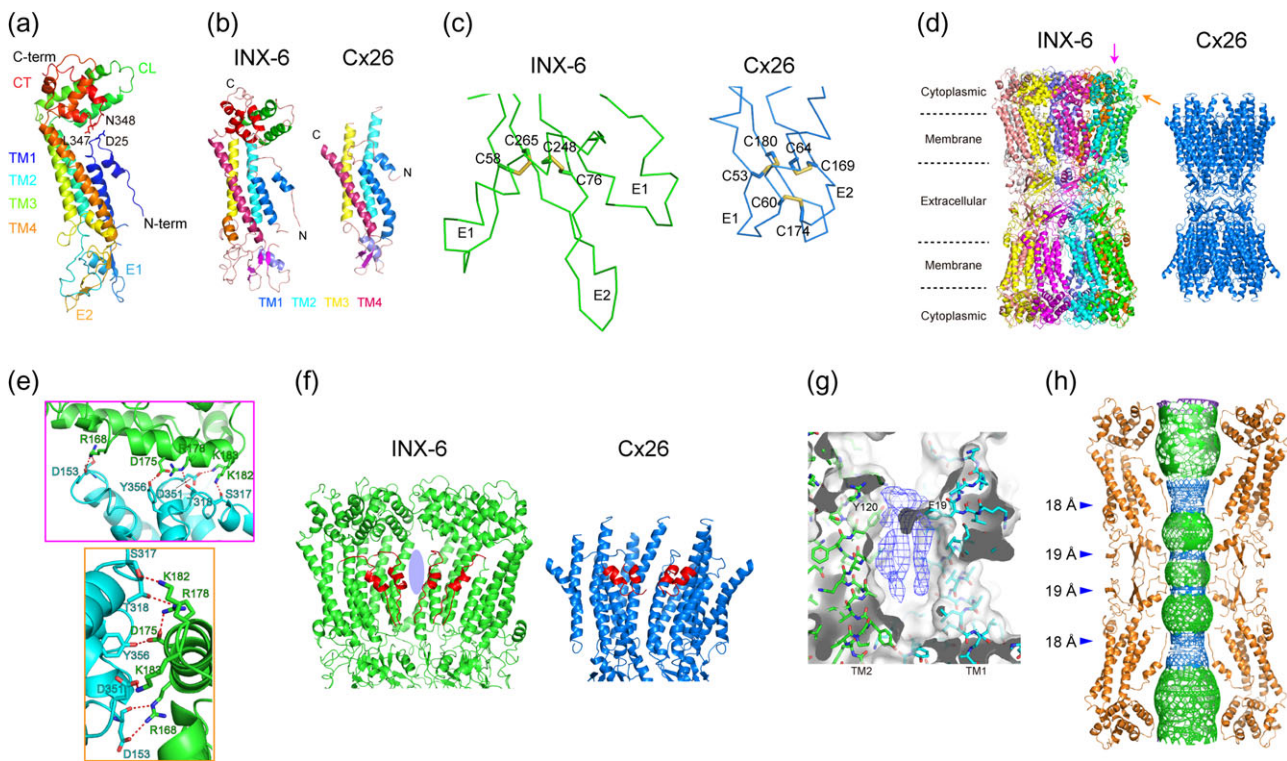 (a)
C-term
CT
CL
N348
L347
D25
TM1
TM2
TM3
TM4
N-term
E1
E2
(b)
INX-6
Cx26
C
C
N
N
TM1 TM2 TM3 TM4
(c)
INX-6
Cx26
C265
C248
C58
C76
E1
E1
E2
C180
C64
C53
C169
C60
E2
E1
C174
(d)
INX-6
Cx26
Cytoplasmic
Membrane
Extracellular
Membrane
Cytoplasmic
(e)
R168
R178
K183
D153
D175
K182
Y356
D351
T318
S317
S317
K182
R178
T318
D175
Y356
K183
D351
R168
D153
(f)
INX-6
Cx26
(g)
Y120
F19
TM2
TM1
(h)
18 Å
19 Å
19 Å
18 Å